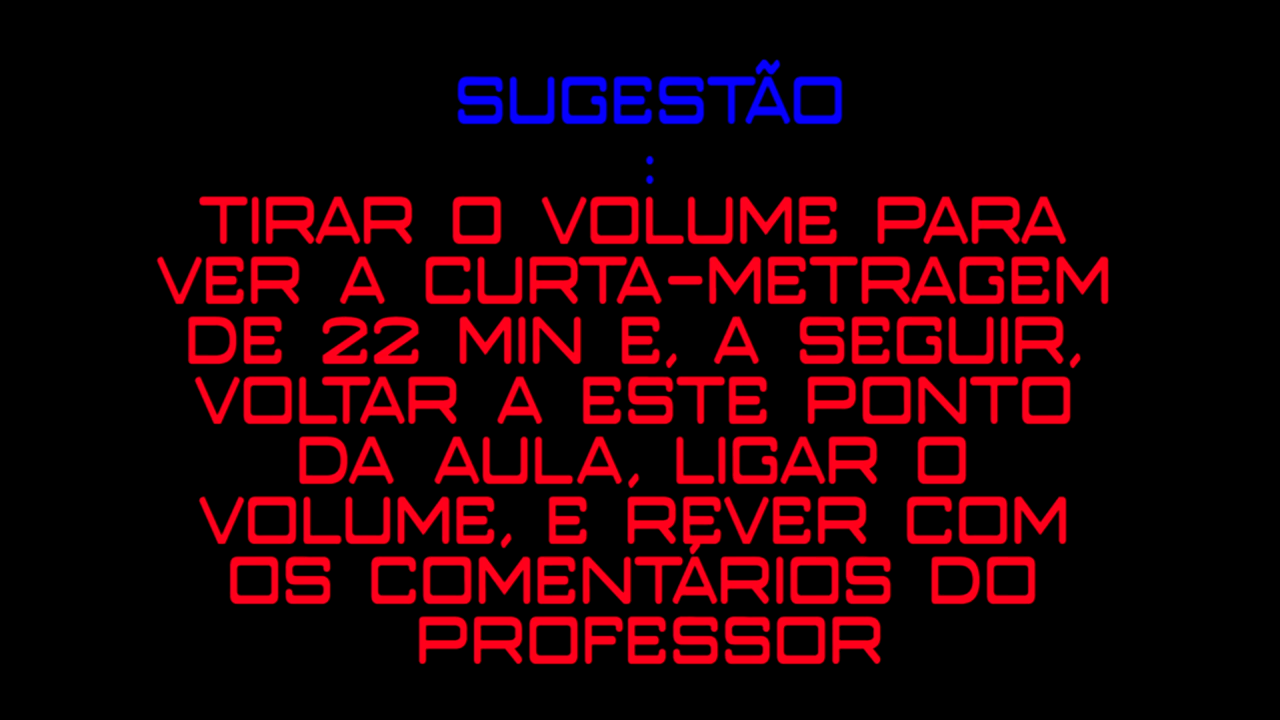 SUGESTÃO
:
TIRAR O VOLUME PARA
VER A CURTA-METRAGEM
DE 22 MIN E, A SEGUIR,
VOLTAR A ESTE PONTO
DA AULA, LIGAR O
VOLUME, E REVER COM
OS COMENTÁRIOS DO
PROFESSOR